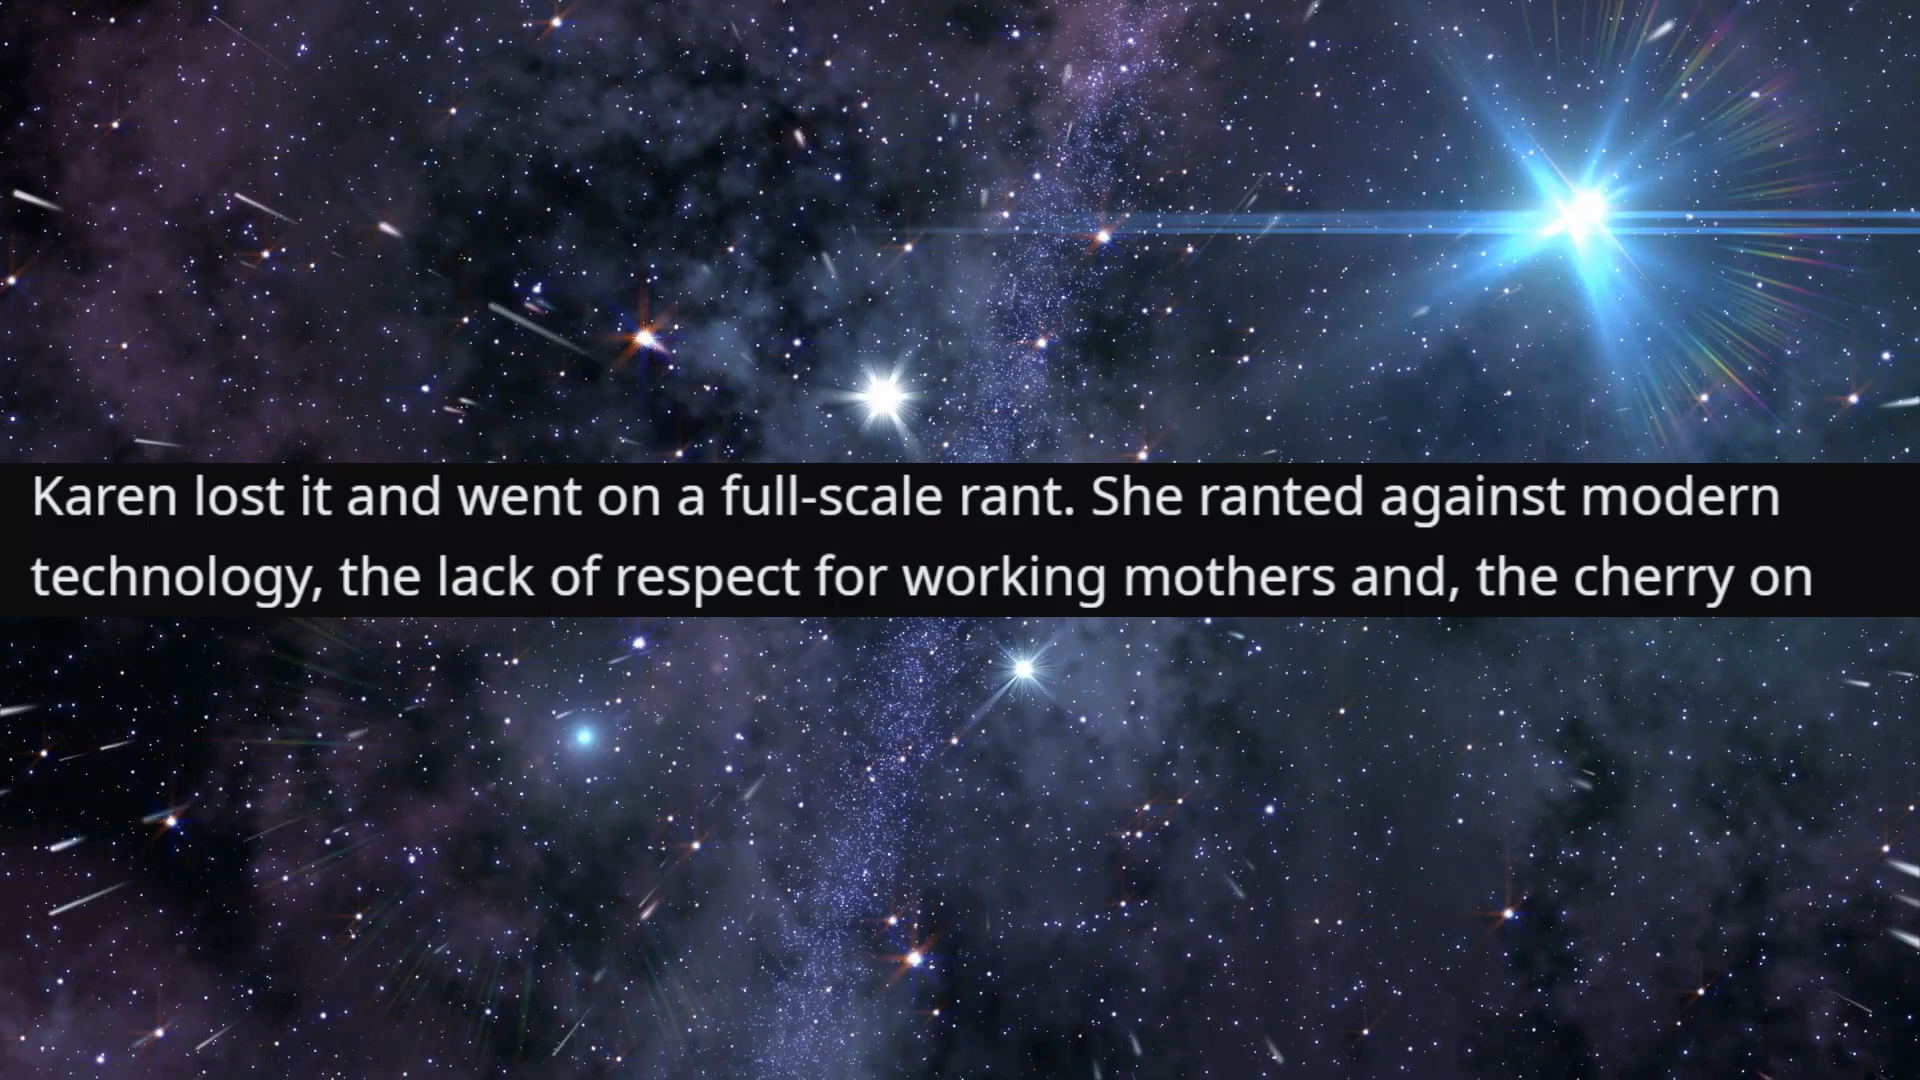 Karen lost it and went on a full-scale rant. She ranted against modern
technology, the lack of respect for working mothers and, the cherry on